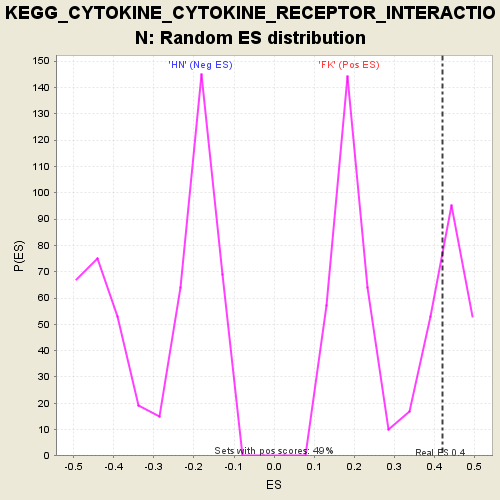 KEGG_CYTOKINE_CYTOKINE_RECEPTOR_INTERACTIO
N: Random ES distribution
'HN' (Neg ES) 'FK' (Pos ES)
150
140
130
120
110
100
90
80
70
60
50
40
30
20
10
0
P(ES)
Sets with pos scores: 49%
Real ES 0.4
-0.5 -0.4 -0.3 -0.2 -0.1 0.0 0.1 0.2 0.3 0.4 0.5
ES